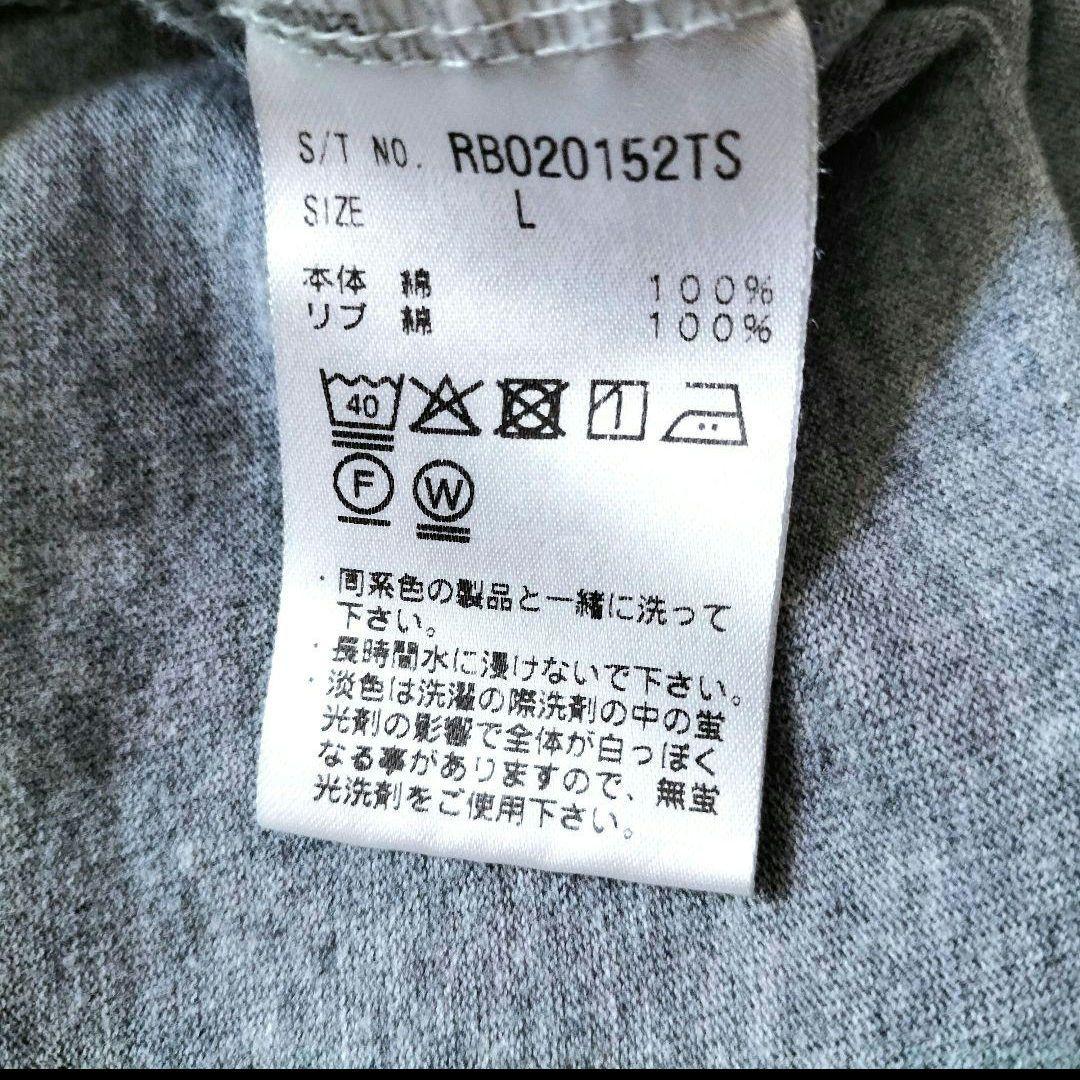 S/T NO. RB020152TS
SIZE L
本体 綿 100%
リブ 綿 100%
40
F W
・同系色の製品と一緒に洗って
下さい。
・長時間水に浸けないで下さい。
・淡色は洗濯の際洗剤の中の蛍
光剤の影響で全体が白っぽく
なる事がありますので、無蛍
光洗剤をご使用下さい。